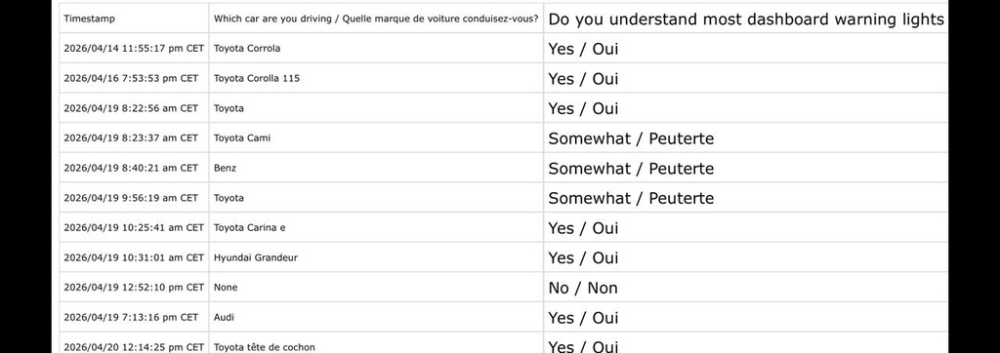 Timestamp Which car are you driving / Quelle marque de voiture conduisez-vous? Do you understand most dashboard warning lights
2026/04/14 11:55:17 pm CET Toyota Corrola Yes / Oui
2026/04/16 7:53:53 pm CET Toyota Corolla 115 Yes / Oui
2026/04/19 8:22:56 am CET Toyota Yes / Oui
2026/04/19 8:23:37 am CET Toyota Cami Somewhat / Peuterte
2026/04/19 8:40:21 am CET Benz Somewhat / Peuterte
2026/04/19 9:56:19 am CET Toyota Somewhat / Peuterte
2026/04/19 10:25:41 am CET Toyota Carina e Yes / Oui
2026/04/19 10:31:01 am CET Hyundai Grandeur Yes / Oui
2026/04/19 12:52:10 pm CET None No / Non
2026/04/19 7:13:16 pm CET Audi Yes / Oui
2026/04/20 12:14:25 pm CET Toyota tête de cochon Yes / Oui